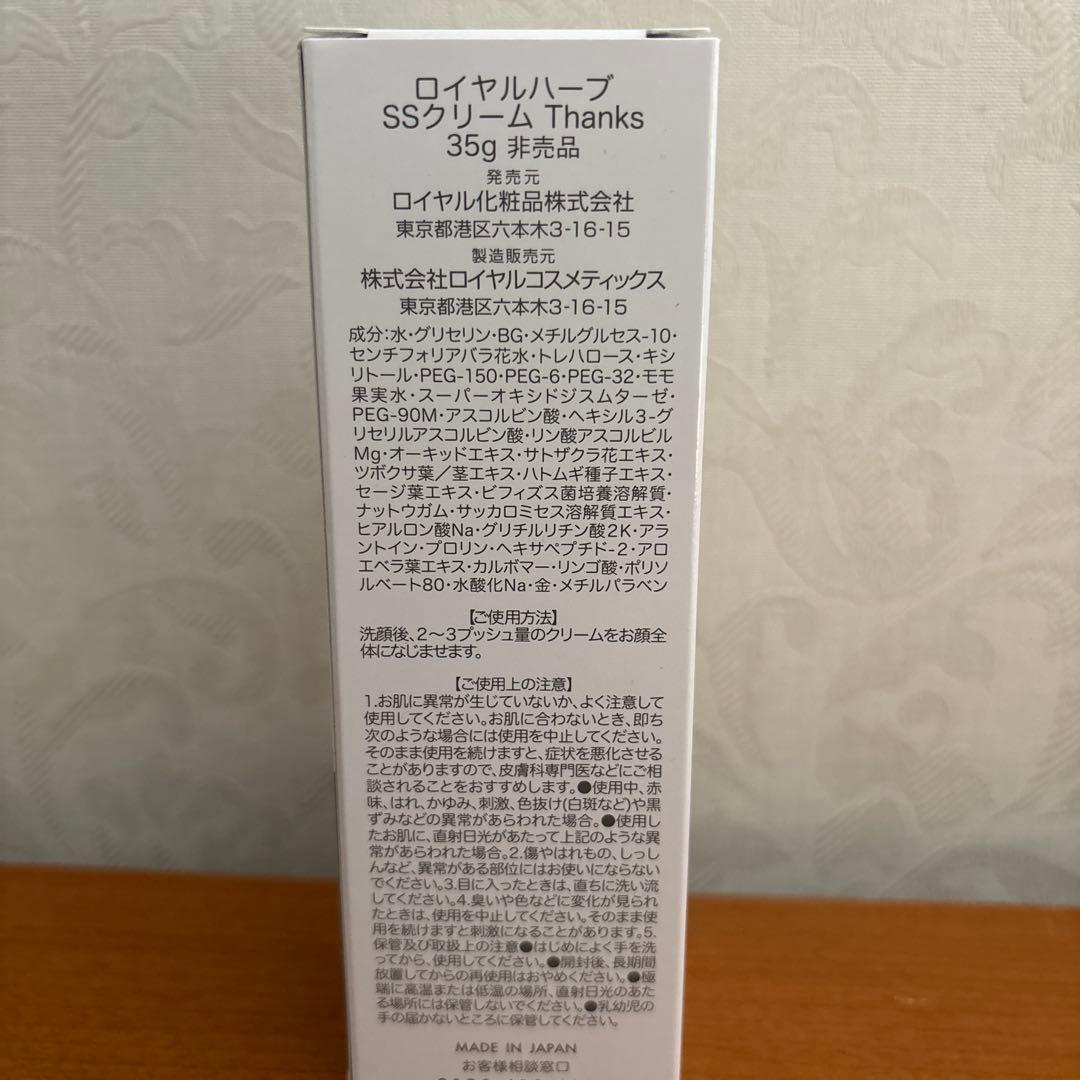 ロイヤルハーブ
SSクリーム Thanks
35g 非売品
発売元
ロイヤル化粧品株式会社
東京都港区六本木3-16-15
製造販売元
株式会社ロイヤルコスメティックス
東京都港区六本木3-16-15
成分:水・グリセリン・BG・メチルグルセス-10・
センチフォリアバラ花水・トレハロース・キシ
リトール・PEG-150・PEG-6・PEG-32・モモ
果実水・スーパーオキシドジスムターゼ・
PEG-90M・アスコルビン酸・ヘキシル3-グ
リセリルアスコルビン酸・リン酸アスコルビル
Mg・オーキッドエキス・サトザクラ花エキス・
ツボクサ葉/茎エキス・ハトムギ種子エキス・
セージ葉エキス・ビフィズス菌培養溶解質・
ナットウガム・サッカロミセス溶解質エキス・
ヒアルロン酸Na・グリチルリチン酸2K・アラ
ントイン・プロリン・ヘキサペプチド-2・アロ
エベラ葉エキス・カルボマー・リンゴ酸・ポリソ
ルベート80・水酸化Na・金・メチルパラベン
【ご使用方法】
洗顔後、2〜3プッシュ量のクリームをお顔全
体になじませます。
【ご使用上の注意】
1.お肌に異常が生じていないか、よく注意して
使用してください。お肌に合わないとき、即ち
次のような場合には使用を中止してください。
そのまま使用を続けますと、症状を悪化させる
ことがありますので、皮膚科専門医などにご相
談されることをおすすめします。●使用中、赤
味、はれ、かゆみ、刺激、色抜け(白斑など)や黒
ずみなどの異常があらわれた場合。●使用し
たお肌に、直射日光があたって上記のような異
常があらわれた場合。2.傷やはれもの、しっし
んなど、異常がある部位にはお使いにならない
でください。3.目に入ったときは、直ちに洗い流
してください。4.臭いや色などに変化が見られ
たときは、使用を中止してください。そのまま使
用を続けますと刺激になることがあります。5.
保管及び取扱上の注意●はじめによく手を洗
ってから、使用してください。●開封後、長期間
放置してからの再使用はおやめください。●極
端に高温または低温の場所、直射日光のあた
る場所には保管しないでください。●乳幼児の
手の届かないところに保管してください。
MADE IN JAPAN
お客様相談窓口